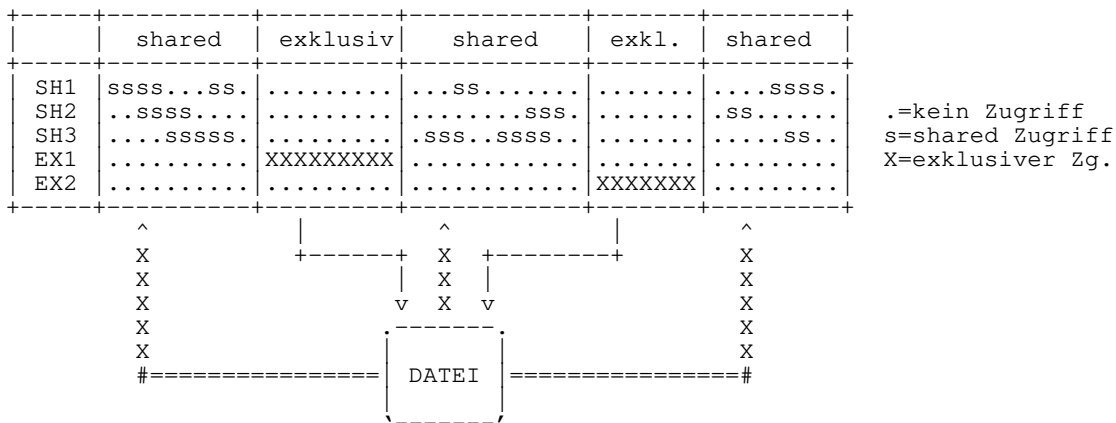 +-----+----------+---------+------------+-------+---------+
|     |  shared  | exklusiv|   shared   | exkl. | shared  |
+-----+----------+---------+------------+-------+---------+
| SH1 |ssss...ss.|.........|...ss.......|.......|....ssss.|
| SH2 |..ssss....|.........|........sss.|.......|.ss......|  .=kein Zugriff
| SH3 |....sssss.|.........|.sss..ssss..|.......|.....ss..|  s=shared Zugriff
| EX1 |..........|XXXXXXXXX|............|.......|.........|  X=exklusiver Zg.
| EX2 |..........|.........|............|XXXXXXX|.........|
+-----+----------+---------+------------+-------+---------+
         ^          |         ^           |        ^
         X          +------+  X  +--------+        X
         X                 |  X  |                 X
         X                 v  X  v                 X
         X                .-------.                X
         X                |       |                X
         #================| DATEI |================#
                          |       |
                          `-------'